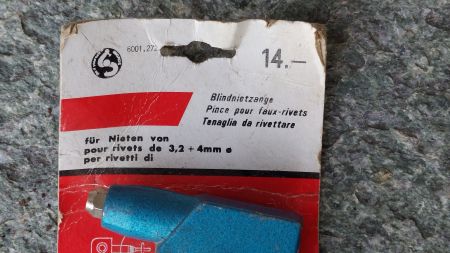 6001.272
14.–
Blindnietzange
Pince pour faux-rivets
Tenaglia da rivettare
für Nieten von
pour rivets de 3,2 + 4mm ø
per rivetti di